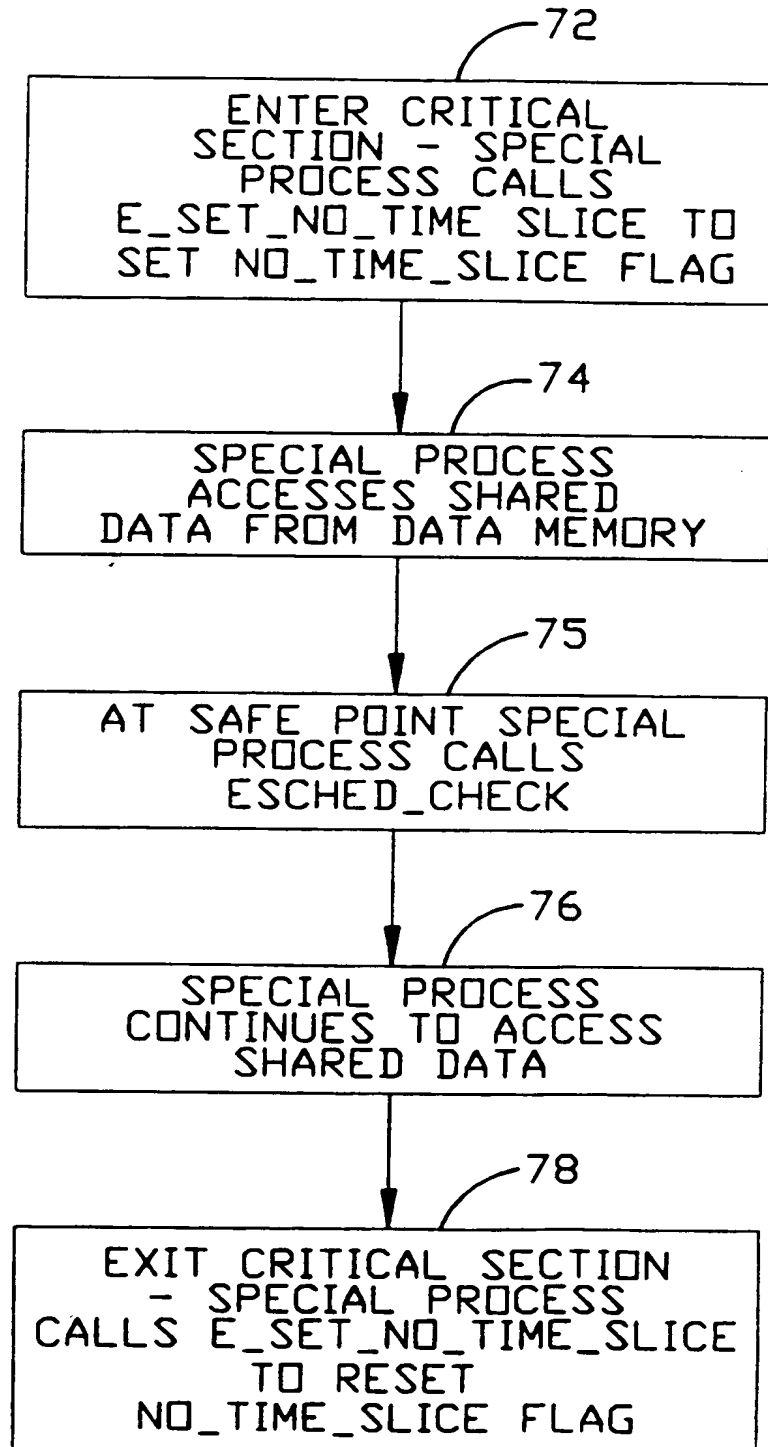 72
ENTER CRITICAL
SECTION - SPECIAL
PROCESS CALLS
E_SET_NO_TIME SLICE TO
SET NO_TIME_SLICE FLAG
74
SPECIAL PROCESS
ACCESSES SHARED
DATA FROM DATA MEMORY
75
AT SAFE POINT SPECIAL
PROCESS CALLS
ESCHED_CHECK
76
SPECIAL PROCESS
CONTINUES TO ACCESS
SHARED DATA
78
EXIT CRITICAL SECTION
- SPECIAL PROCESS
CALLS E_SET_NO_TIME_SLICE
TO RESET
NO_TIME_SLICE FLAG